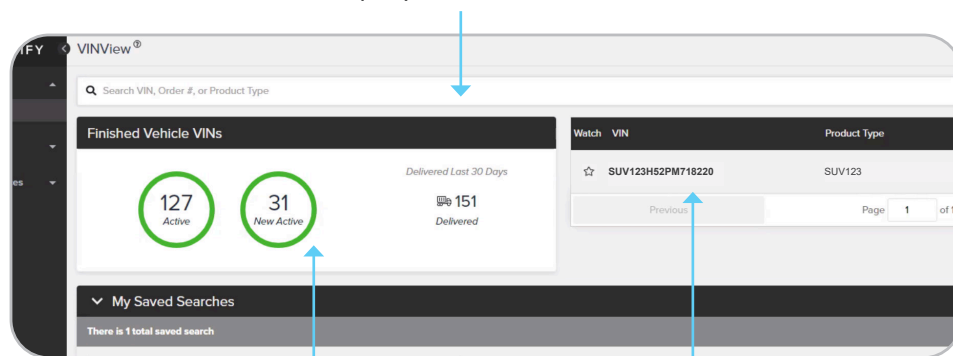 IFY
VINView
Search VIN, Order #, or Product Type
Finished Vehicle VINs
127
Active
31
New Active
Delivered Last 30 Days
151
Delivered
Watch VIN Product Type
SUV123H52PM718220 SUV123
Previous Page 1 of 1
es
My Saved Searches
There is 1 total saved search